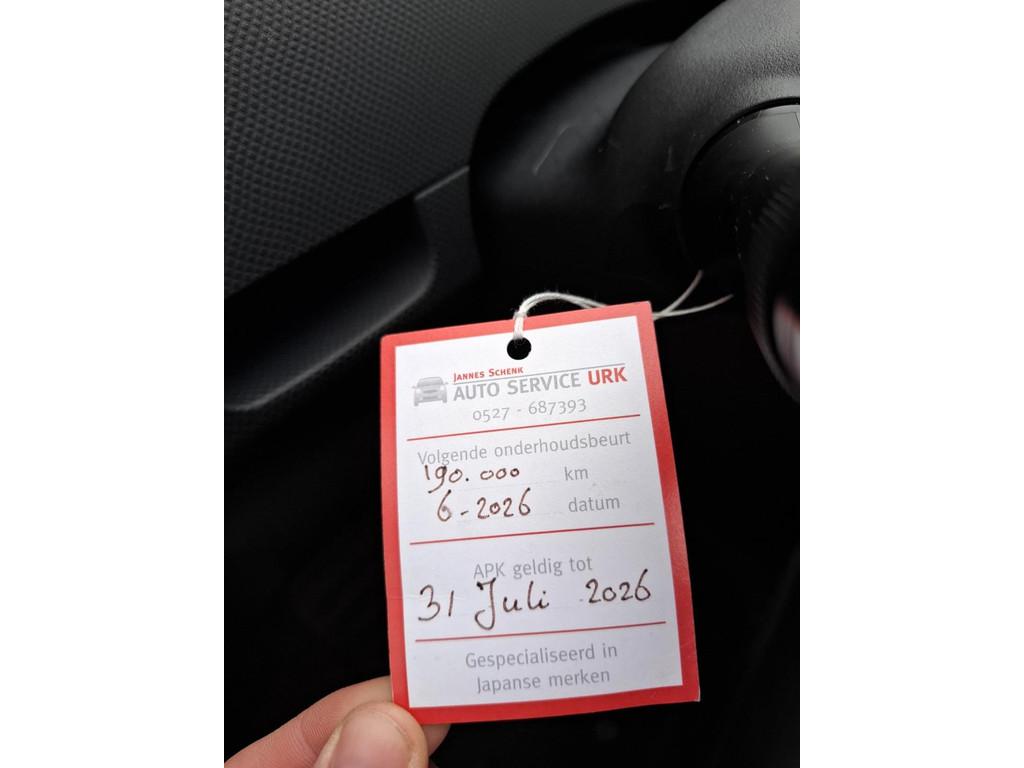 Jannes Schenk
AUTO SERVICE URK
0527 - 687393
Volgende onderhoudsbeurt
190.000 km
6-2026 datum
APK geldig tot
31 Juli 2026
Gespecialiseerd in
Japanse merken